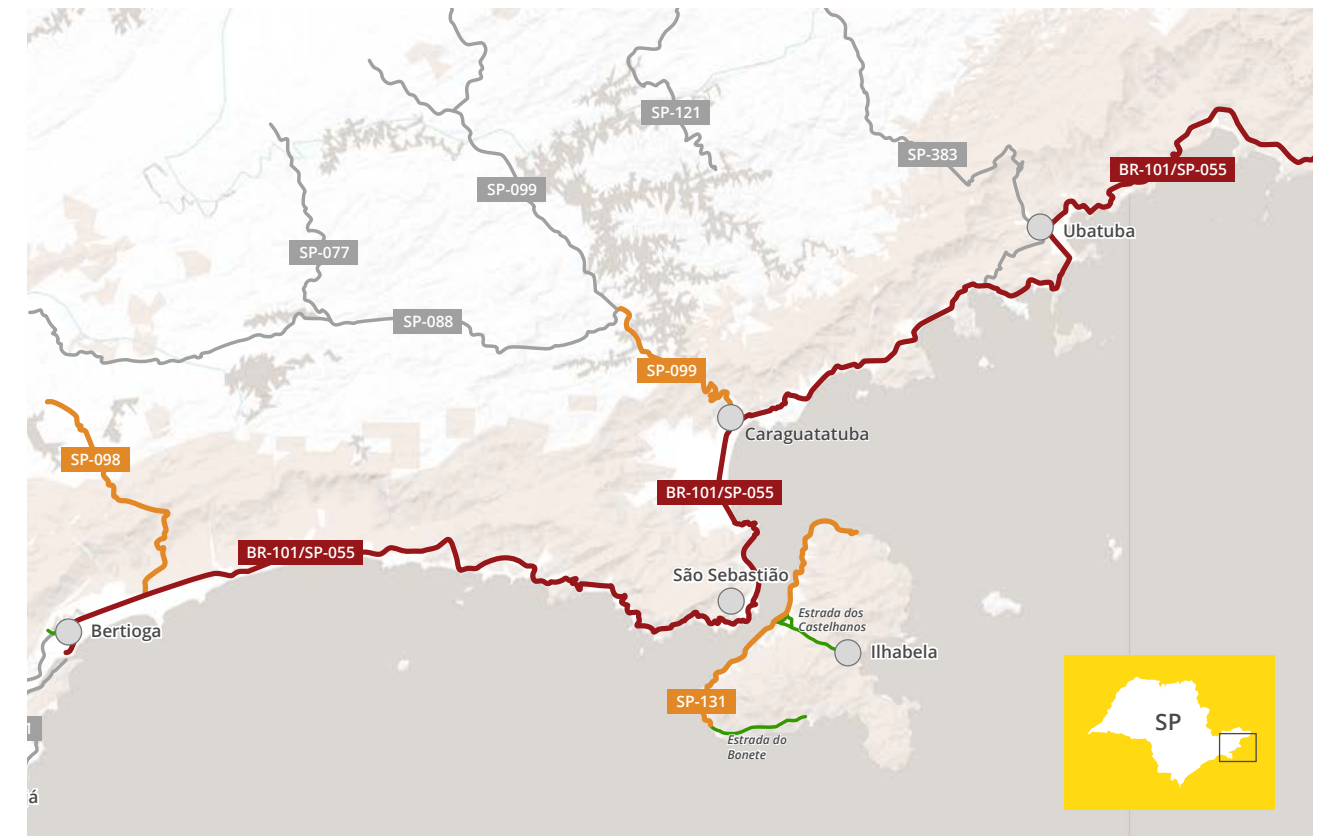 SP-121
SP-383
BR-101/SP-055
SP-099
Ubatuba
SP-077
SP-088
SP-099
Caraguatatuba
SP-098
BR-101/SP-055
BR-101/SP-055
São Sebastião
Estrada dos
Castelhanos
Bertioga
Ilhabela
SP-131
SP
1
Estrada do
Bonete
á